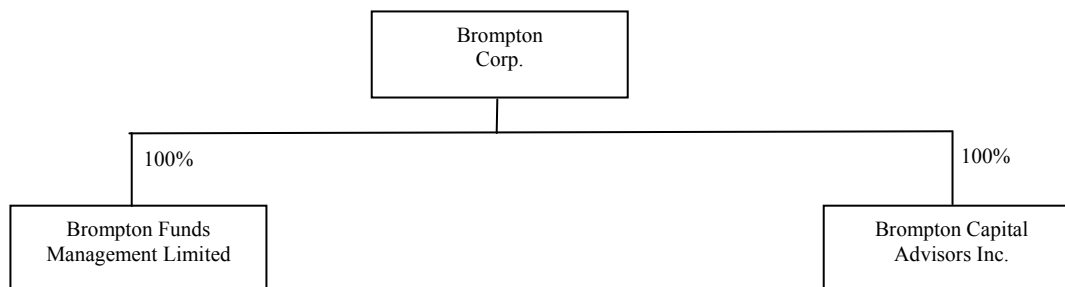 Brompton
Corp.
100%
100%
Brompton Funds
Management Limited
Brompton Capital
Advisors Inc.